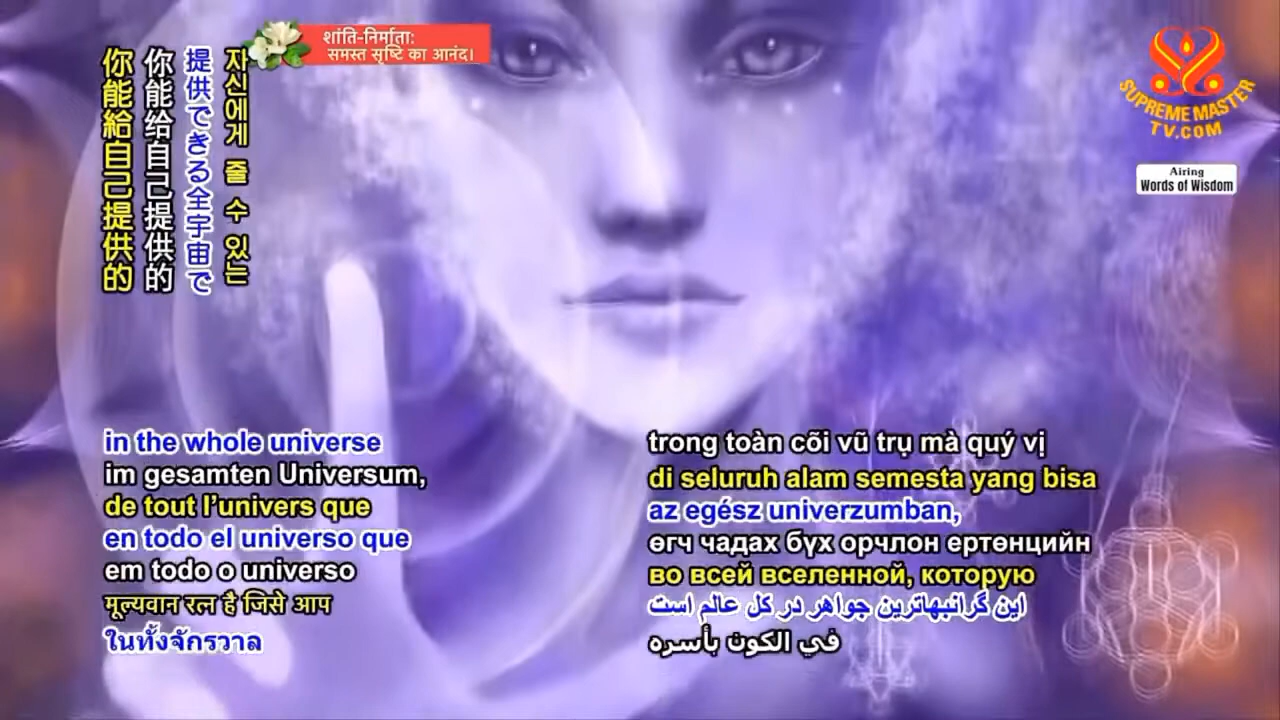 शांति-निर्माता:
समस्त सृष्टि का आनंद।
SUPREME MASTER
TV.COM
Airing
Words of Wisdom
자신에게 줄 수 있는
提供できる全宇宙で
你能给自己提供的
你能給自己提供的
in the whole universe
im gesamten Universum,
de tout l’univers que
en todo el universo que
em todo o universo
मूल्यवान रत्न है जिसे आप
ในทั้งจักรวาล
trong toàn cõi vũ trụ mà quý vị
di seluruh alam semesta yang bisa
az egész univerzumban,
өгч чадах бүх орчлон ертөнцийн
во всей вселенной, которую
این گرانبهاترین جواهر در کل عالم است
في الكون بأسره